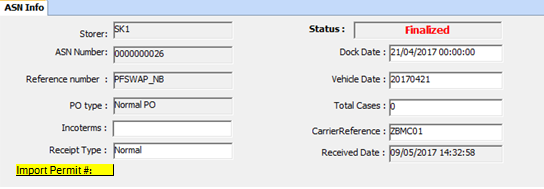 ASN Info
Storer: SK1
Status : Finalized
ASN Number: 0000000026
Dock Date : 21/04/2017 00:00:00
Reference number : PFSWAP_NB
Vehicle Date : 20170421
PO type : Normal PO
Total Cases : 0
Incoterms :
CarrierReference : ZBMC01
Receipt Type : Normal
Received Date : 09/05/2017 14:32:58
Import Permit #: